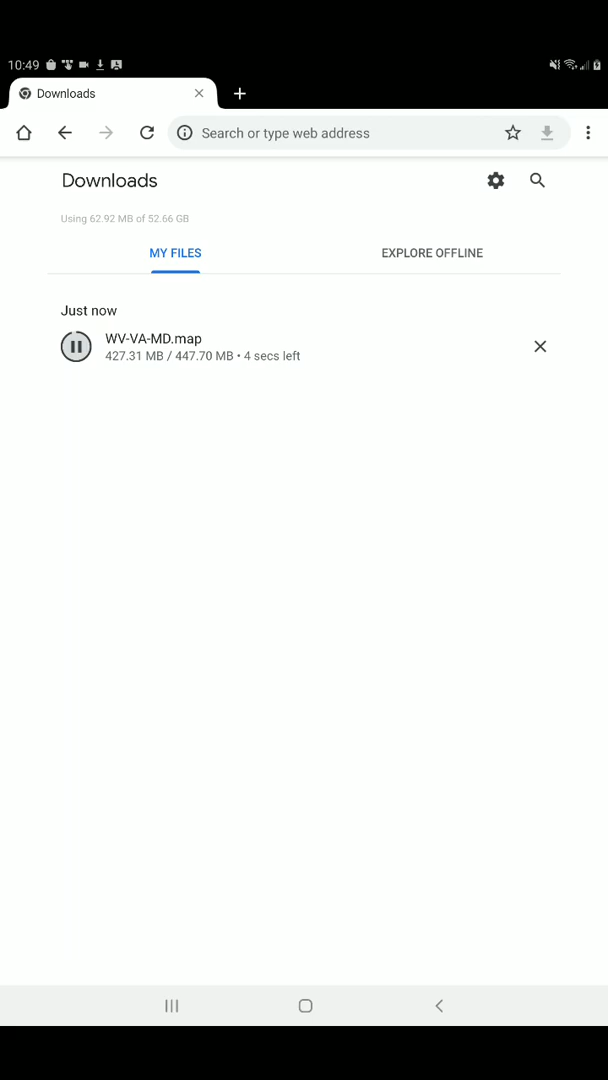 10:49
Downloads
Search or type web address
Downloads
Using 62.92 MB of 52.66 GB
MY FILES
EXPLORE OFFLINE
Just now
WV-VA-MD.map
427.31 MB / 447.70 MB • 4 secs left